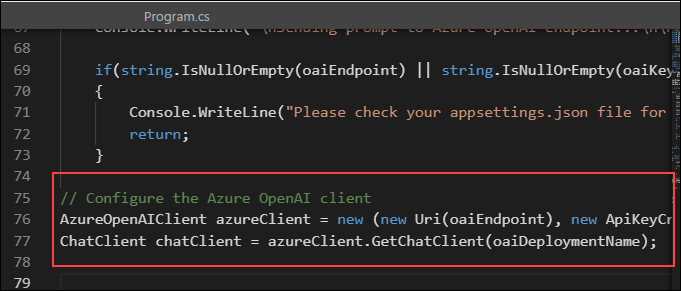 Program.cs
67 Console.WriteLine( \nSending prompt to Azure OpenAI endpoint...\n\n
68
69 if(string.IsNullOrEmpty(oaiEndpoint) || string.IsNullOrEmpty(oaiKey
70 {
71 Console.WriteLine("Please check your appsettings.json file for
72 return;
73 }
74
75 // Configure the Azure OpenAI client
76 AzureOpenAIClient azureClient = new (new Uri(oaiEndpoint), new ApiKeyCr
77 ChatClient chatClient = azureClient.GetChatClient(oaiDeploymentName);
78
79